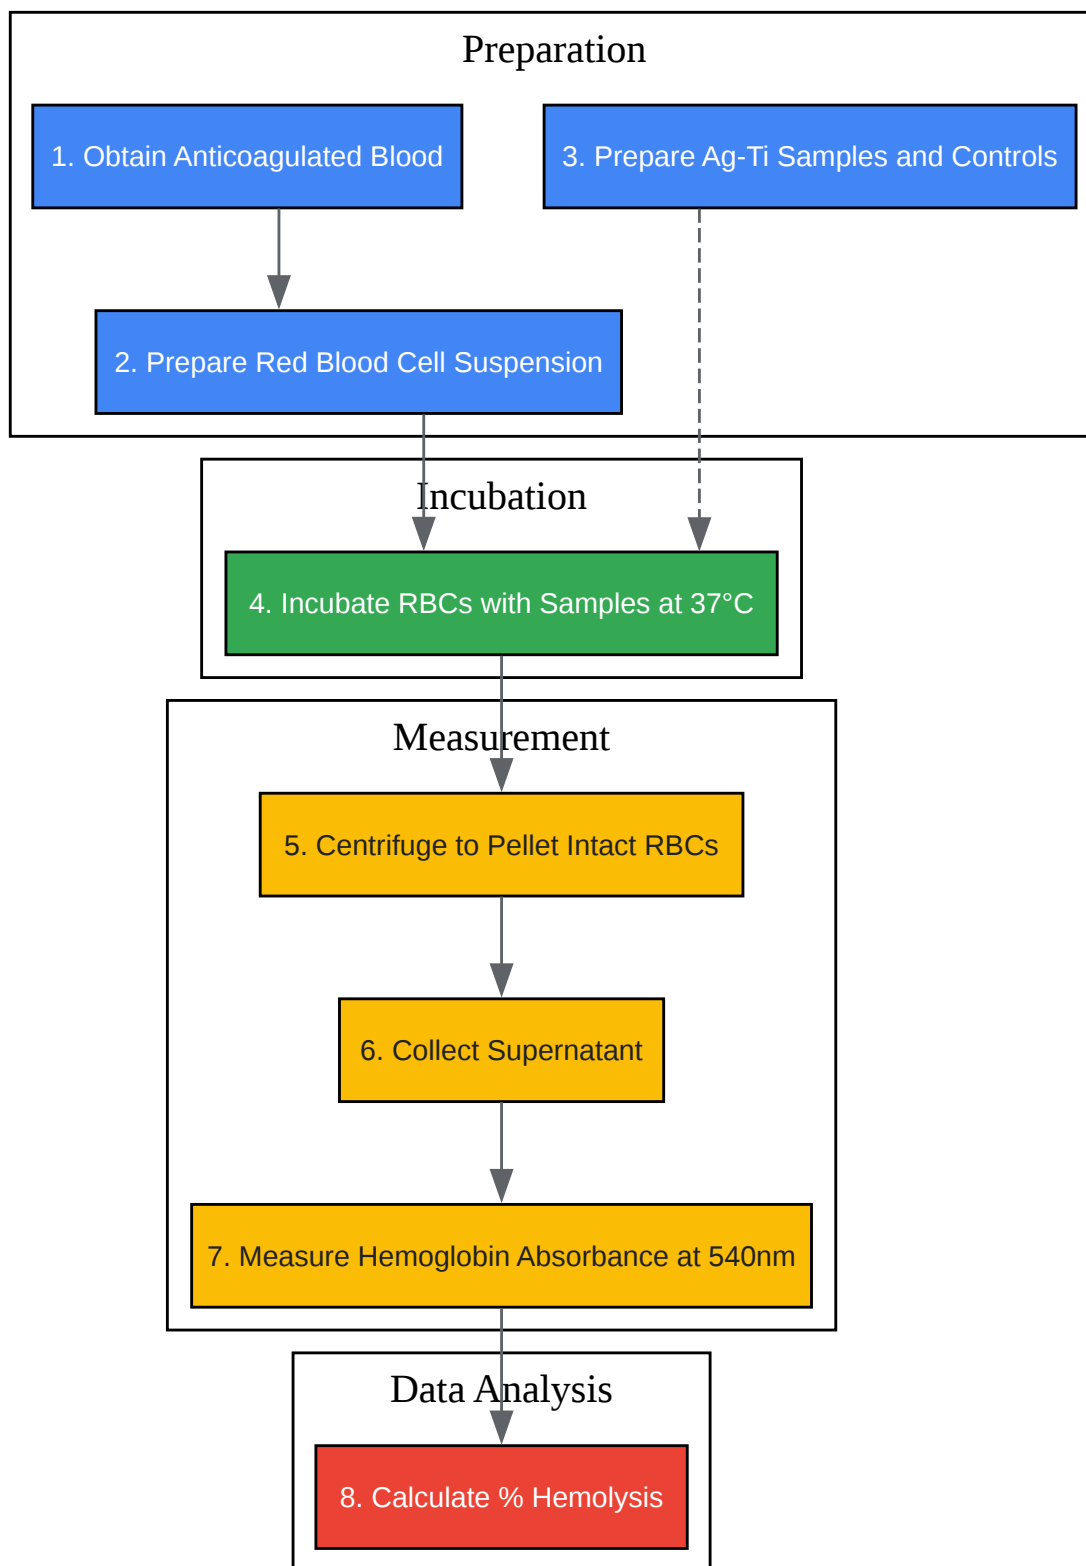 Preparation
1. Obtain Anticoagulated Blood
3. Prepare Ag-Ti Samples and Controls
2. Prepare Red Blood Cell Suspension
Incubation
4. Incubate RBCs with Samples at 37°C
Measurement
5. Centrifuge to Pellet Intact RBCs
6. Collect Supernatant
7. Measure Hemoglobin Absorbance at 540nm
Data Analysis
8. Calculate % Hemolysis